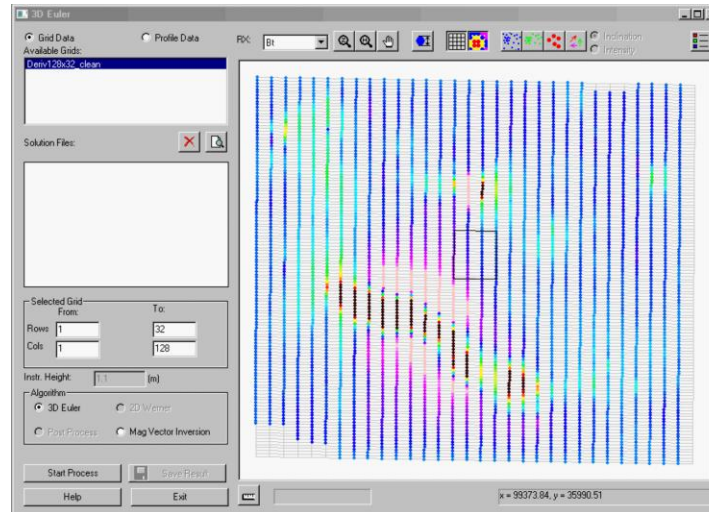 3D Euler
Grid Data
Profile Data
Available Grids:
Deriv128x32_clean
RX:
Bt
Inclination
Intensity
Solution Files:
Selected Grid
From:
To:
Rows
1
32
Cols
1
128
Instr. Height:
1.1
(m)
Algorithm
3D Euler
2D Werner
Post Process
Mag Vector Inversion
Start Process
Save Result
Help
Exit
x = 99373.84, y = 35990.51